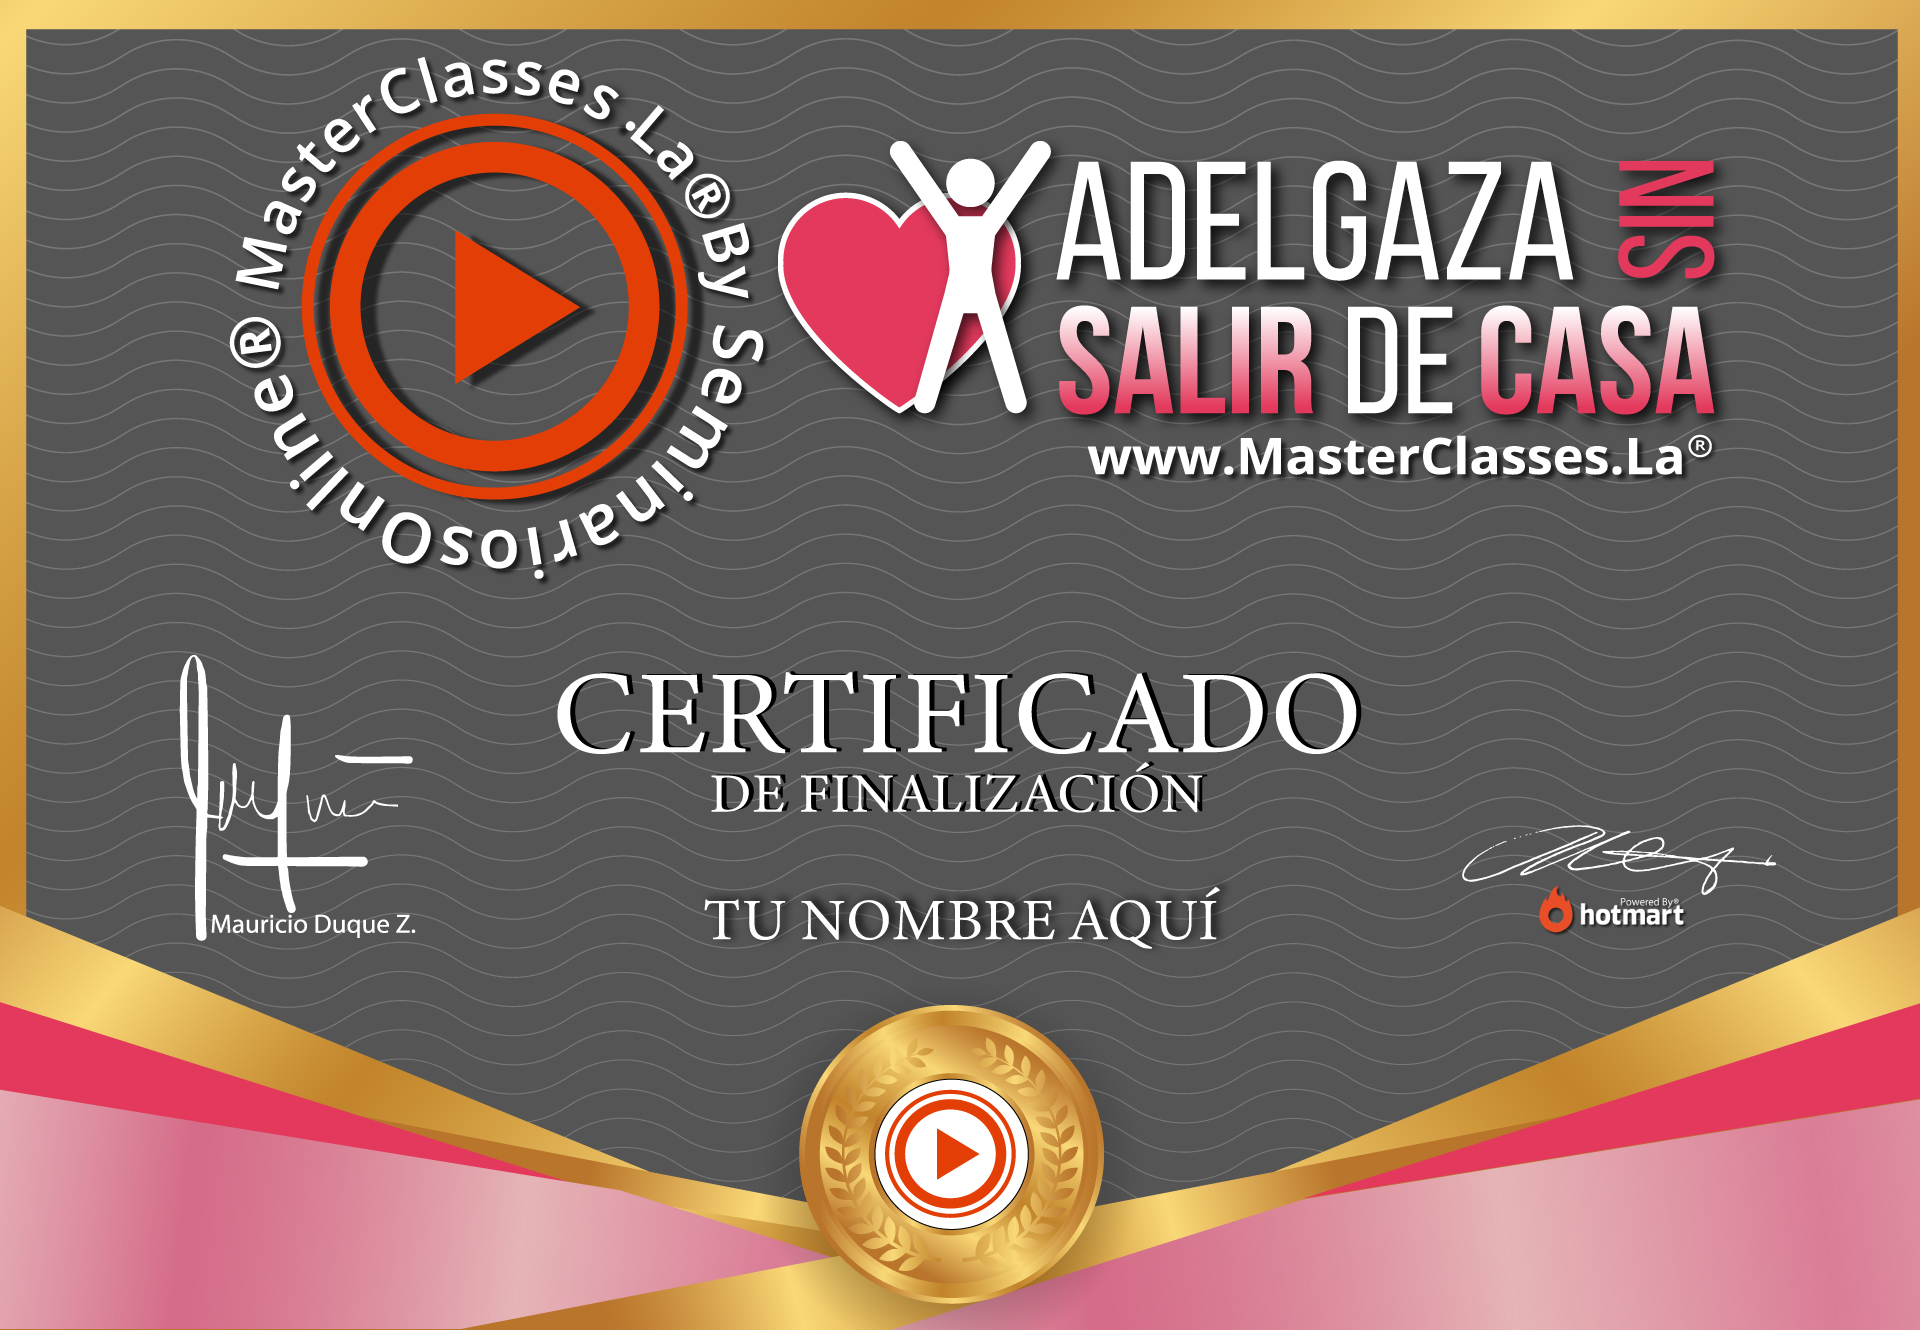 MasterClasses.La® By SeminariosOnline®
ADELGAZA SIN
SALIR DE CASA
www.MasterClasses.La®
CERTIFICADO
DE FINALIZACIÓN
TU NOMBRE AQUÍ
Mauricio Duque Z.
Powered By®
hotmart